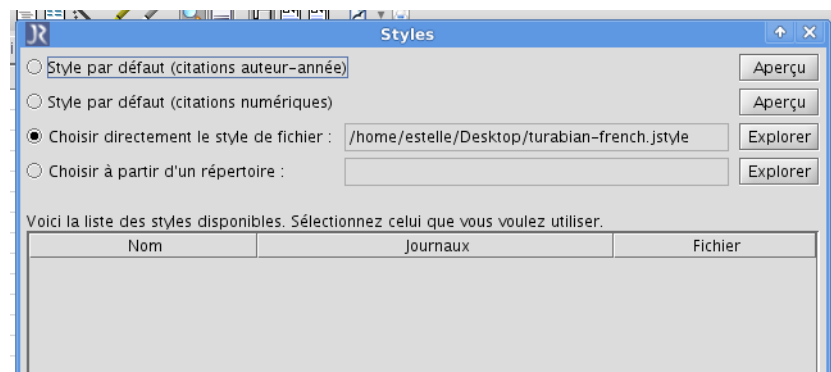 Styles
Style par défaut (citations auteur-année) Aperçu
Style par défaut (citations numériques) Aperçu
Choisir directement le style de fichier : /home/estelle/Desktop/turabian-french.jstyle Explorer
Choisir à partir d'un répertoire : Explorer
Voici la liste des styles disponibles. Sélectionnez celui que vous voulez utiliser.
Nom Journaux Fichier